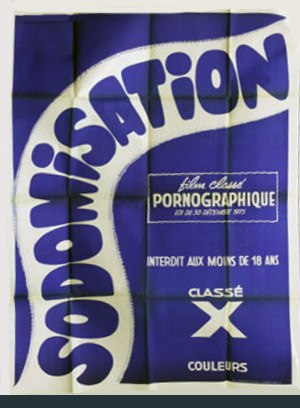 SODOMiSATiON
film classé
PORNOGRAPHIQUE
LOI DU 30 DÉCEMBRE 1975
INTERDIT AUX MOINS DE 18 ANS
CLASSÉ
X
COULEURS